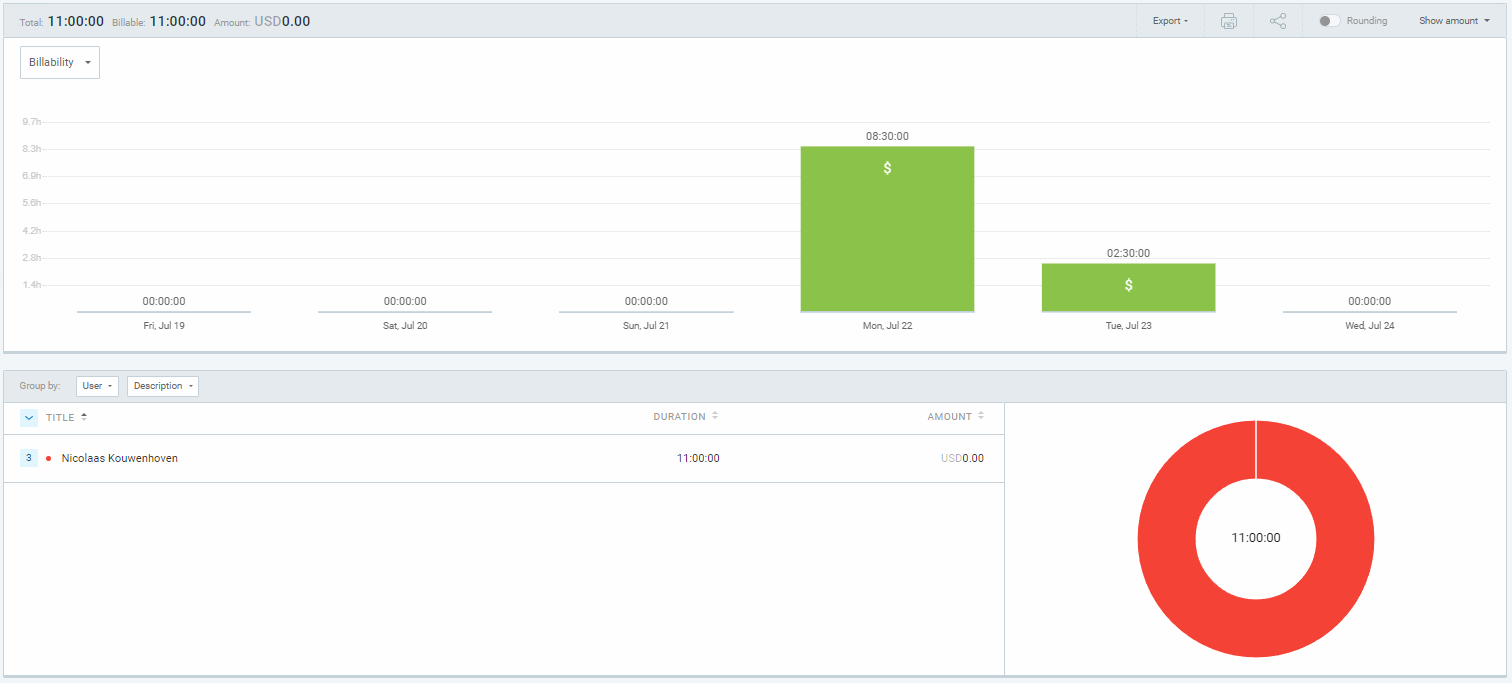 Total: 11:00:00 Billable: 11:00:00 Amount: USD0.00 Export Rounding Show amount
Billability
9.7h
08:30:00
8.3h
$
6.9h
5.6h
4.2h
02:30:00
2.8h
1.4h $
00:00:00 00:00:00 00:00:00 00:00:00
Fri, Jul 19 Sat, Jul 20 Sun, Jul 21 Mon, Jul 22 Tue, Jul 23 Wed, Jul 24
Group by: User Description
TITLE DURATION AMOUNT
3 Nicolaas Kouwenhoven 11:00:00 USD0.00
11:00:00